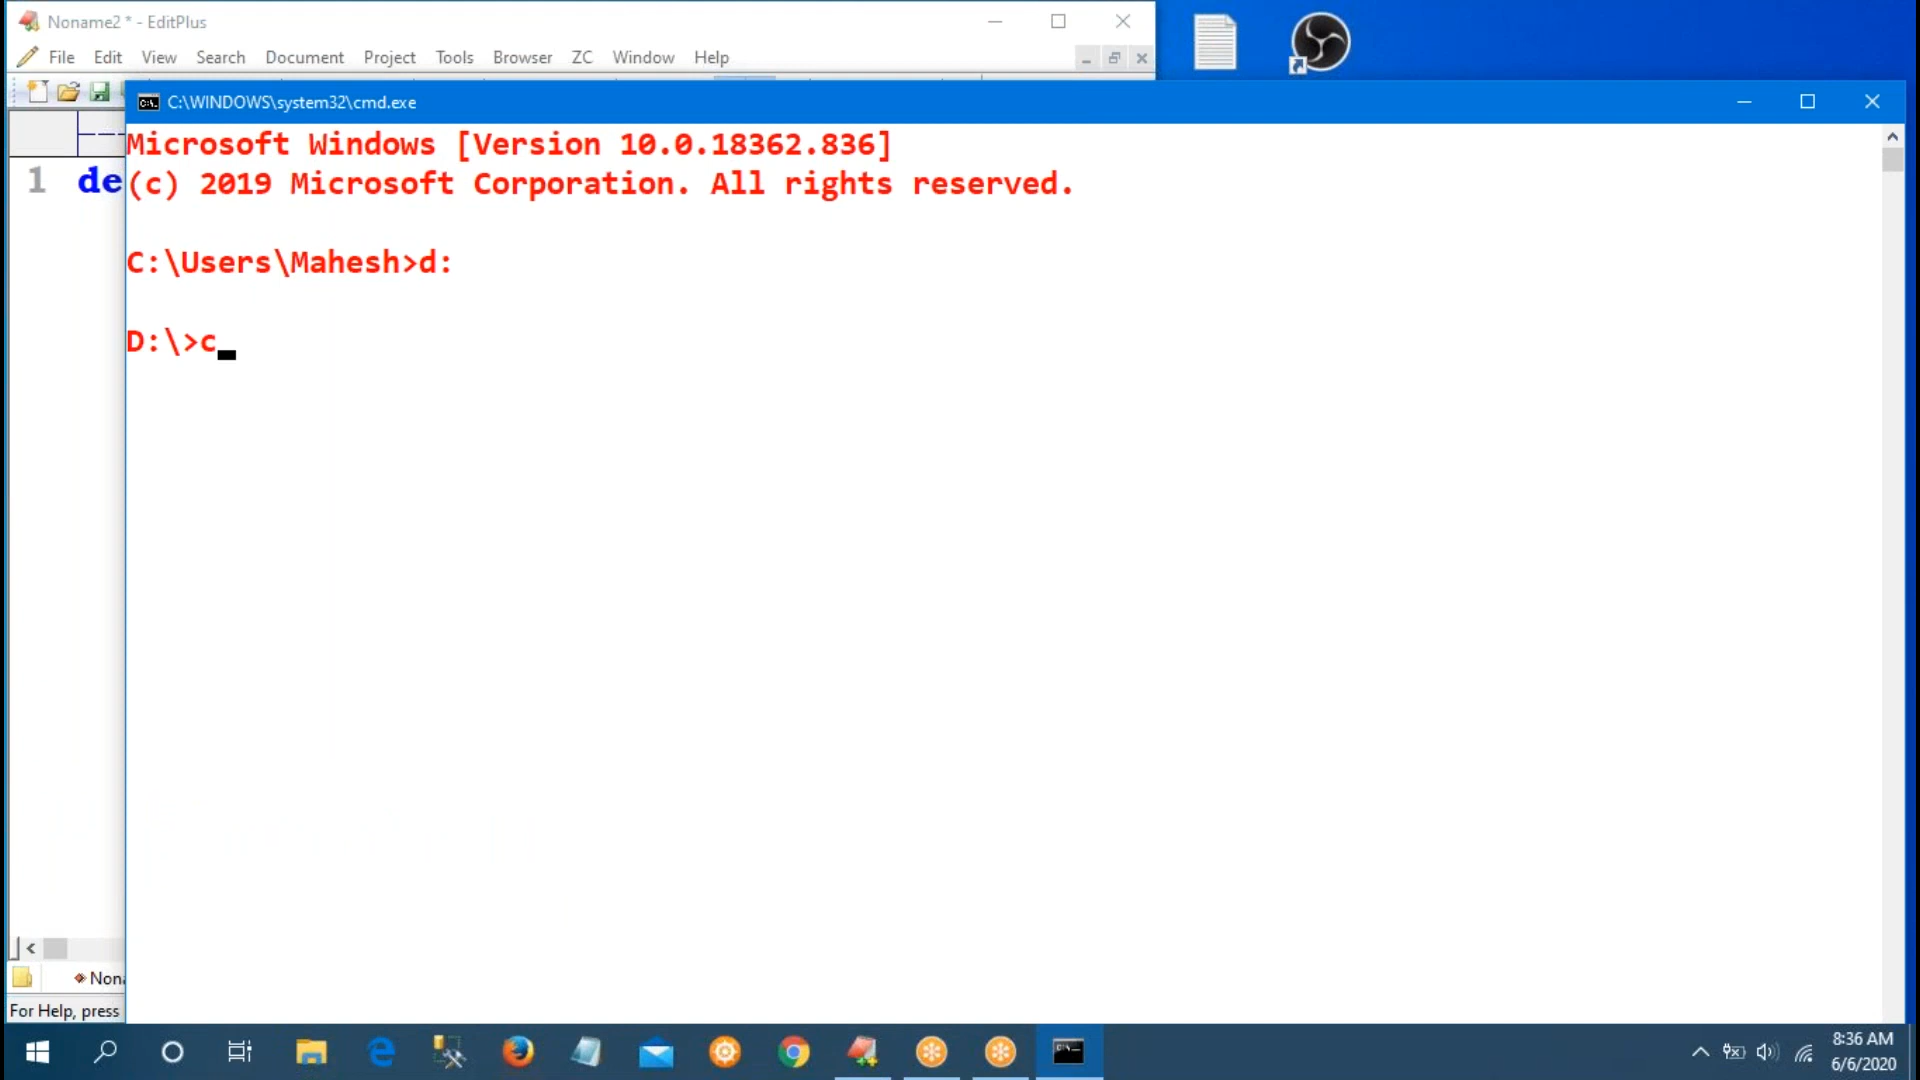 Noname2 * - EditPlus
File Edit View Search Document Project Tools Browser ZC Window Help
C:\WINDOWS\system32\cmd.exe
Microsoft Windows [Version 10.0.18362.836]
1 de
(c) 2019 Microsoft Corporation. All rights reserved.
C:\Users\Mahesh>d:
D:\>c
Nona
For Help, press
8:36 AM
6/6/2020